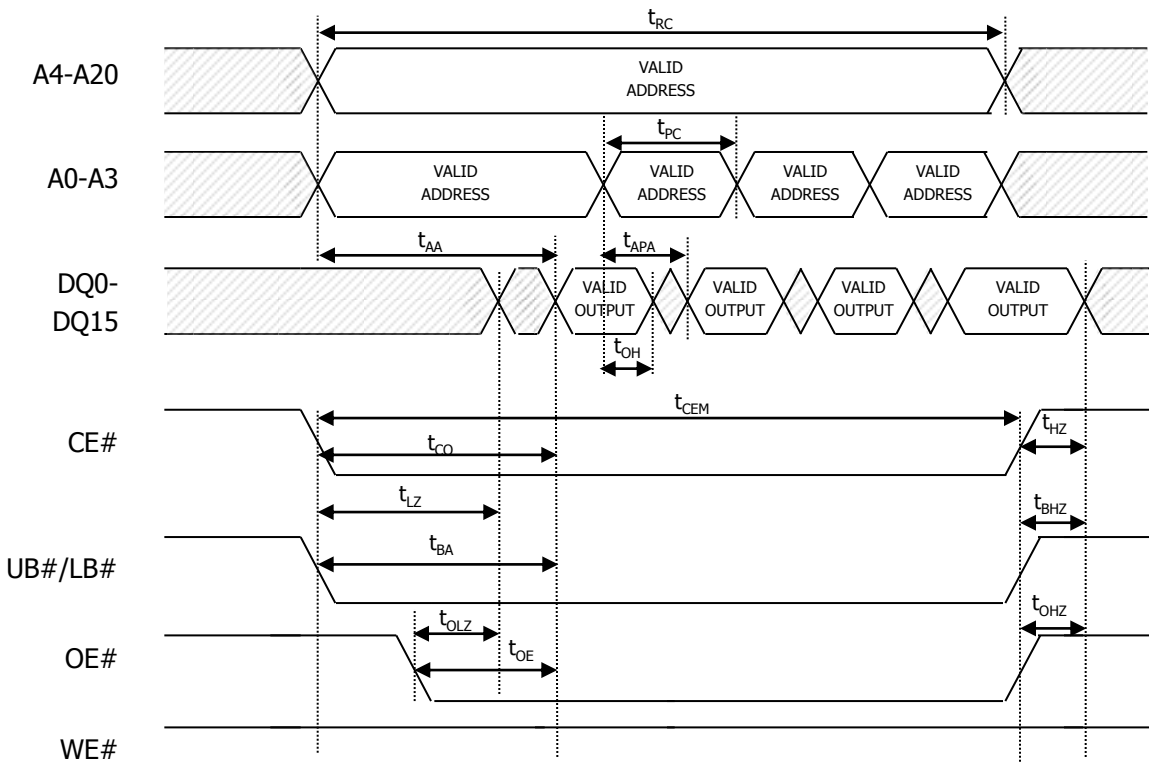 tRC
A4-A20
VALID
ADDRESS
tPC
A0-A3
VALID
ADDRESS
VALID
ADDRESS
VALID
ADDRESS
VALID
ADDRESS
tAA
tAPA
DQ0-
DQ15
VALID
OUTPUT
VALID
OUTPUT
VALID
OUTPUT
VALID
OUTPUT
tOH
tCEM
CE#
tHZ
tCO
tLZ
tBHZ
UB#/LB#
tBA
tOLZ
tOHZ
OE#
tOE
WE#